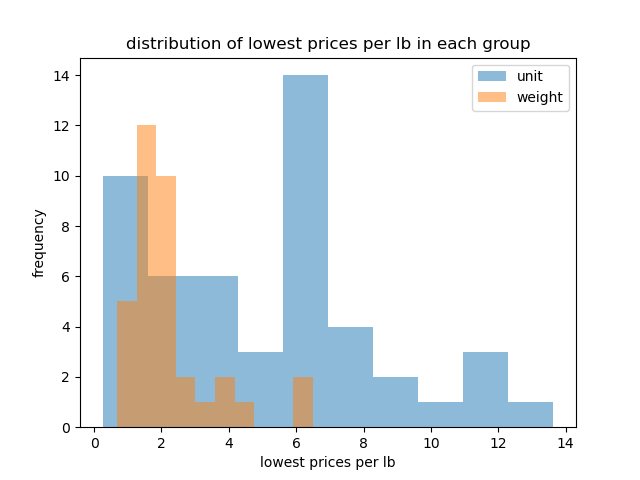 distribution of lowest prices per lb in each group
unit
weight
frequency
14
12
10
8
6
4
2
0
0 2 4 6 8 10 12 14
lowest prices per lb